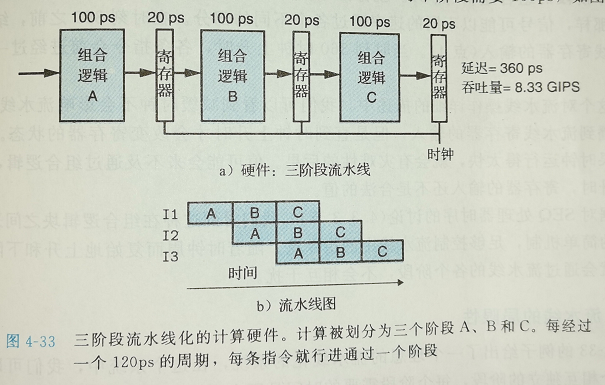 100 ps 20 ps 100 ps 20 ps 100 ps 20 ps
组合逻辑A
寄存器
组合逻辑B
寄存器
组合逻辑C
寄存器
延迟= 360 ps
吞吐量= 8.33 GIPS
时钟
a）硬件：三阶段流水线
I1 A B C
I2 A B C
I3 A B C
时间
b）流水线图
图 4-33 三阶段流水线化的计算硬件。计算被划分为三个阶段 A、B 和 C。每经过
一个 120ps 的周期，每条指令就行进通过一个阶段